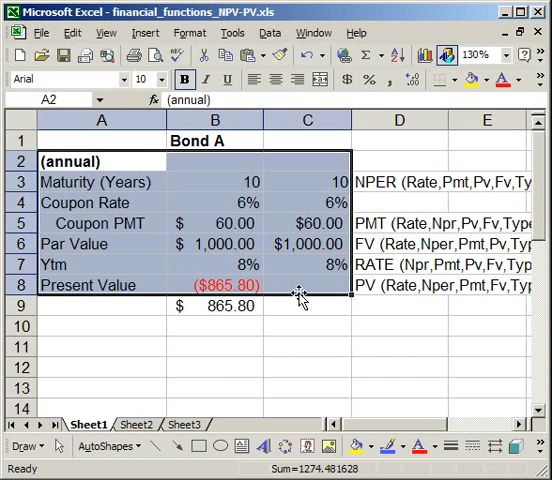 Microsoft Excel - financial_functions_NPV-PV.xls
File Edit View Insert Format Tools Data Window Help
130%
Arial 10 B $ %
A2 fx (annual)
A B C D E
1 Bond A
2 (annual)
3 Maturity (Years) 10 10 NPER (Rate,Pmt,Pv,Fv,Ty
4 Coupon Rate 6% 6%
5 Coupon PMT $ 60.00 $60.00 PMT (Rate,Npr,Pv,Fv,Type
6 Par Value $ 1,000.00 $1,000.00 FV (Rate,Nper,Pmt,Pv,Typ
7 Ytm 8% 8% RATE (Npr,Pmt,Pv,Fv,Typ
8 Present Value ($865.80) PV (Rate,Nper,Pmt,Fv,Typ
9 $ 865.80
10
11
12
13
14
Sheet1 Sheet2 Sheet3
Draw AutoShapes
Ready Sum=1274.481628